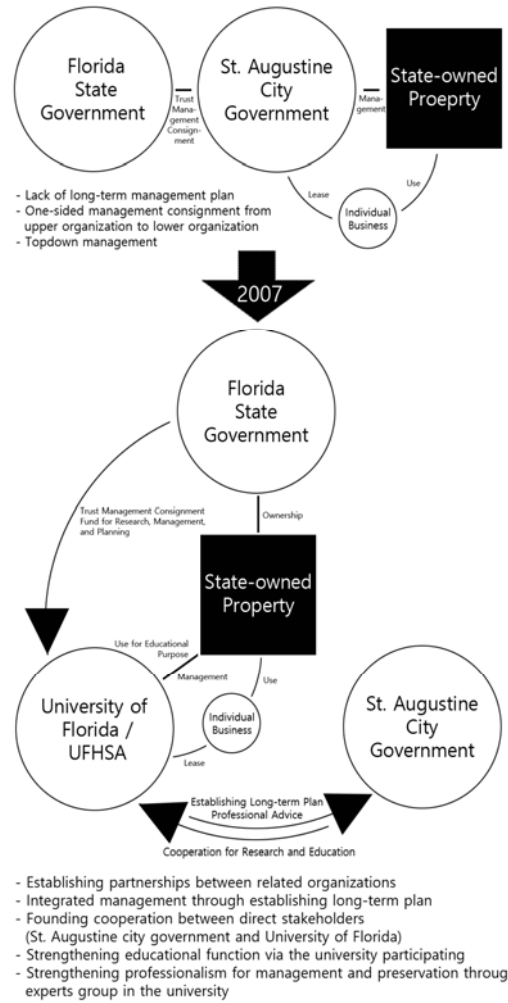 Florida
State
Government
Trust
Mana-
gement
Consign-
ment
St. Augustine
City
Government
Mana-
gement
State-owned
Proeprty
Lease
Use
Individual
Business
- Lack of long-term management plan
- One-sided management consignment from
upper organization to lower organization
- Topdown management
2007
Florida
State
Government
Trust Management Consignment
Fund for Research, Management,
and Planning
Ownership
State-owned
Property
Use for Educational
Purpose
Management
Use
University of
Florida /
UFHSA
Individual
Business
Lease
St. Augustine
City
Government
Establishing Long-term Plan
Professional Advice
Cooperation for Research and Education
- Establishing partnerships between related organizations
- Integrated management through establishing long-term plan
- Founding cooperation between direct stakeholders
(St. Augustine city government and University of Florida)
- Strengthening educational function via the university participating
- Strengthening professionalism for management and preservation throug
experts group in the university